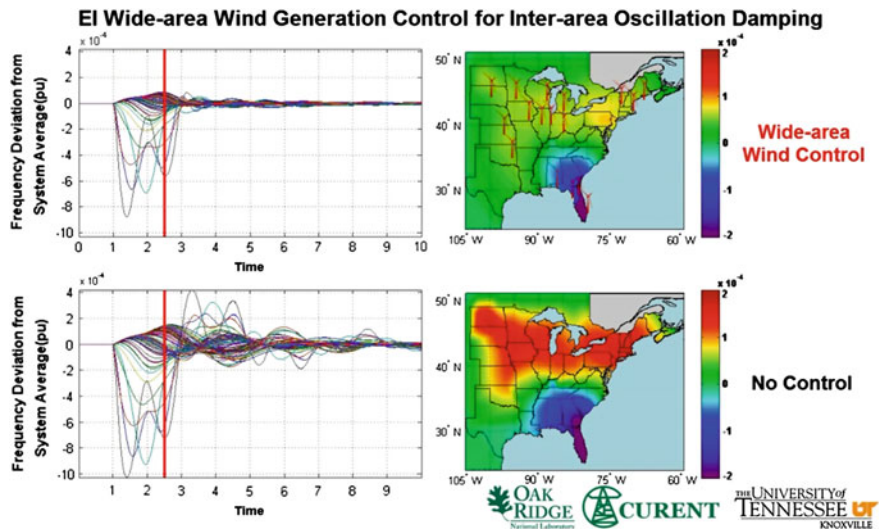 EI Wide-area Wind Generation Control for Inter-area Oscillation Damping
x 10⁻⁴
4
2
0
-2
-4
-6
-8
-10
0 1 2 3 4 5 6 7 8 9 10
Time
Frequency Deviation from
System Average(pu)
50° N
40° N
30° N
105° W 90° W 75° W 60° W
x 10⁻⁴
2
1
0
-1
-2
Wide-area
Wind Control
x 10⁻⁴
4
2
0
-2
-4
-6
-8
-10
1 2 3 4 5 6 7 8 9 10
Time
Frequency Deviation from
System Average(pu)
50° N
40° N
30° N
105° W 90° W 75° W 60° W
x 10⁻⁴
2
1
0
-1
-2
No Control
OAK
RIDGE
National Laboratory
CURENT
THE UNIVERSITY of
TENNESSEE UT
KNOXVILLE